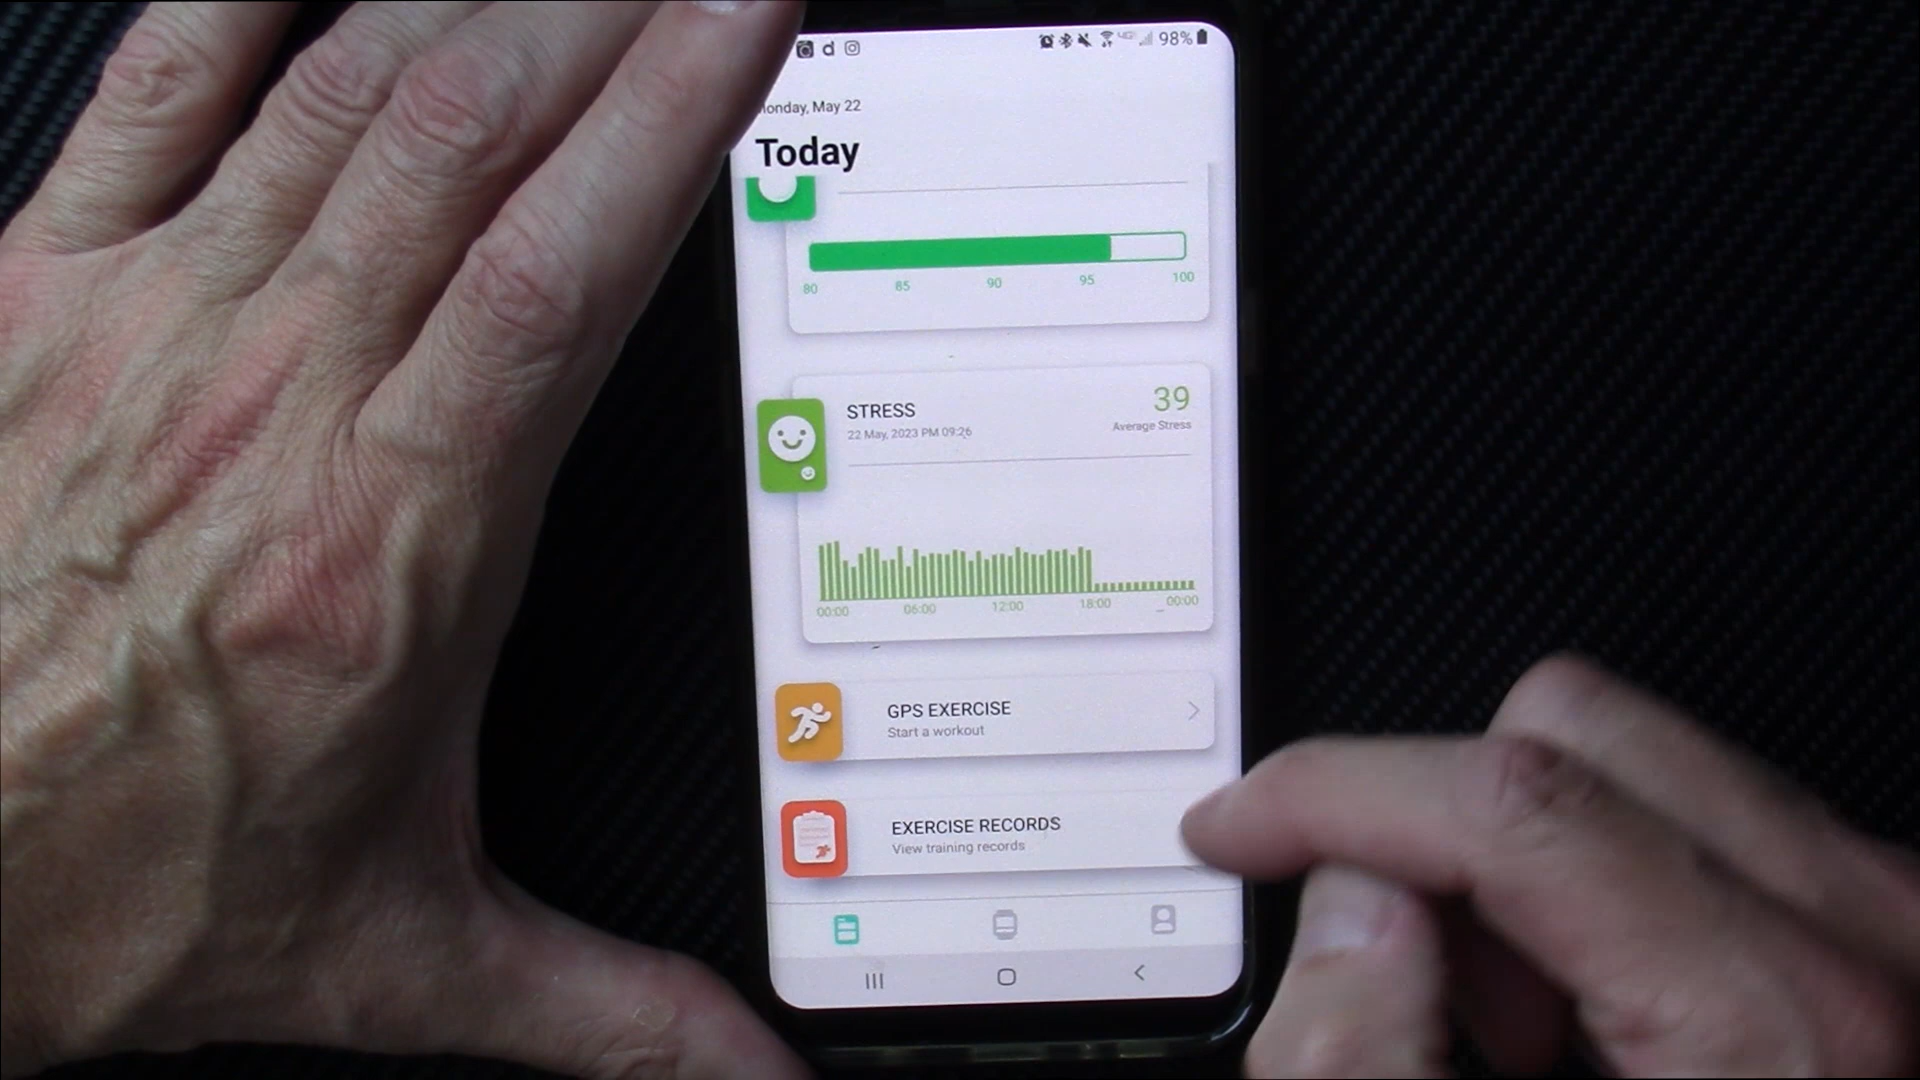 98%
onday, May 22
Today
80 85 90 95 100
STRESS
39
22 May, 2023 PM 09:26
Average Stress
00:00 06:00 12:00 18:00 00:00
GPS EXERCISE
Start a workout
EXERCISE RECORDS
View training records